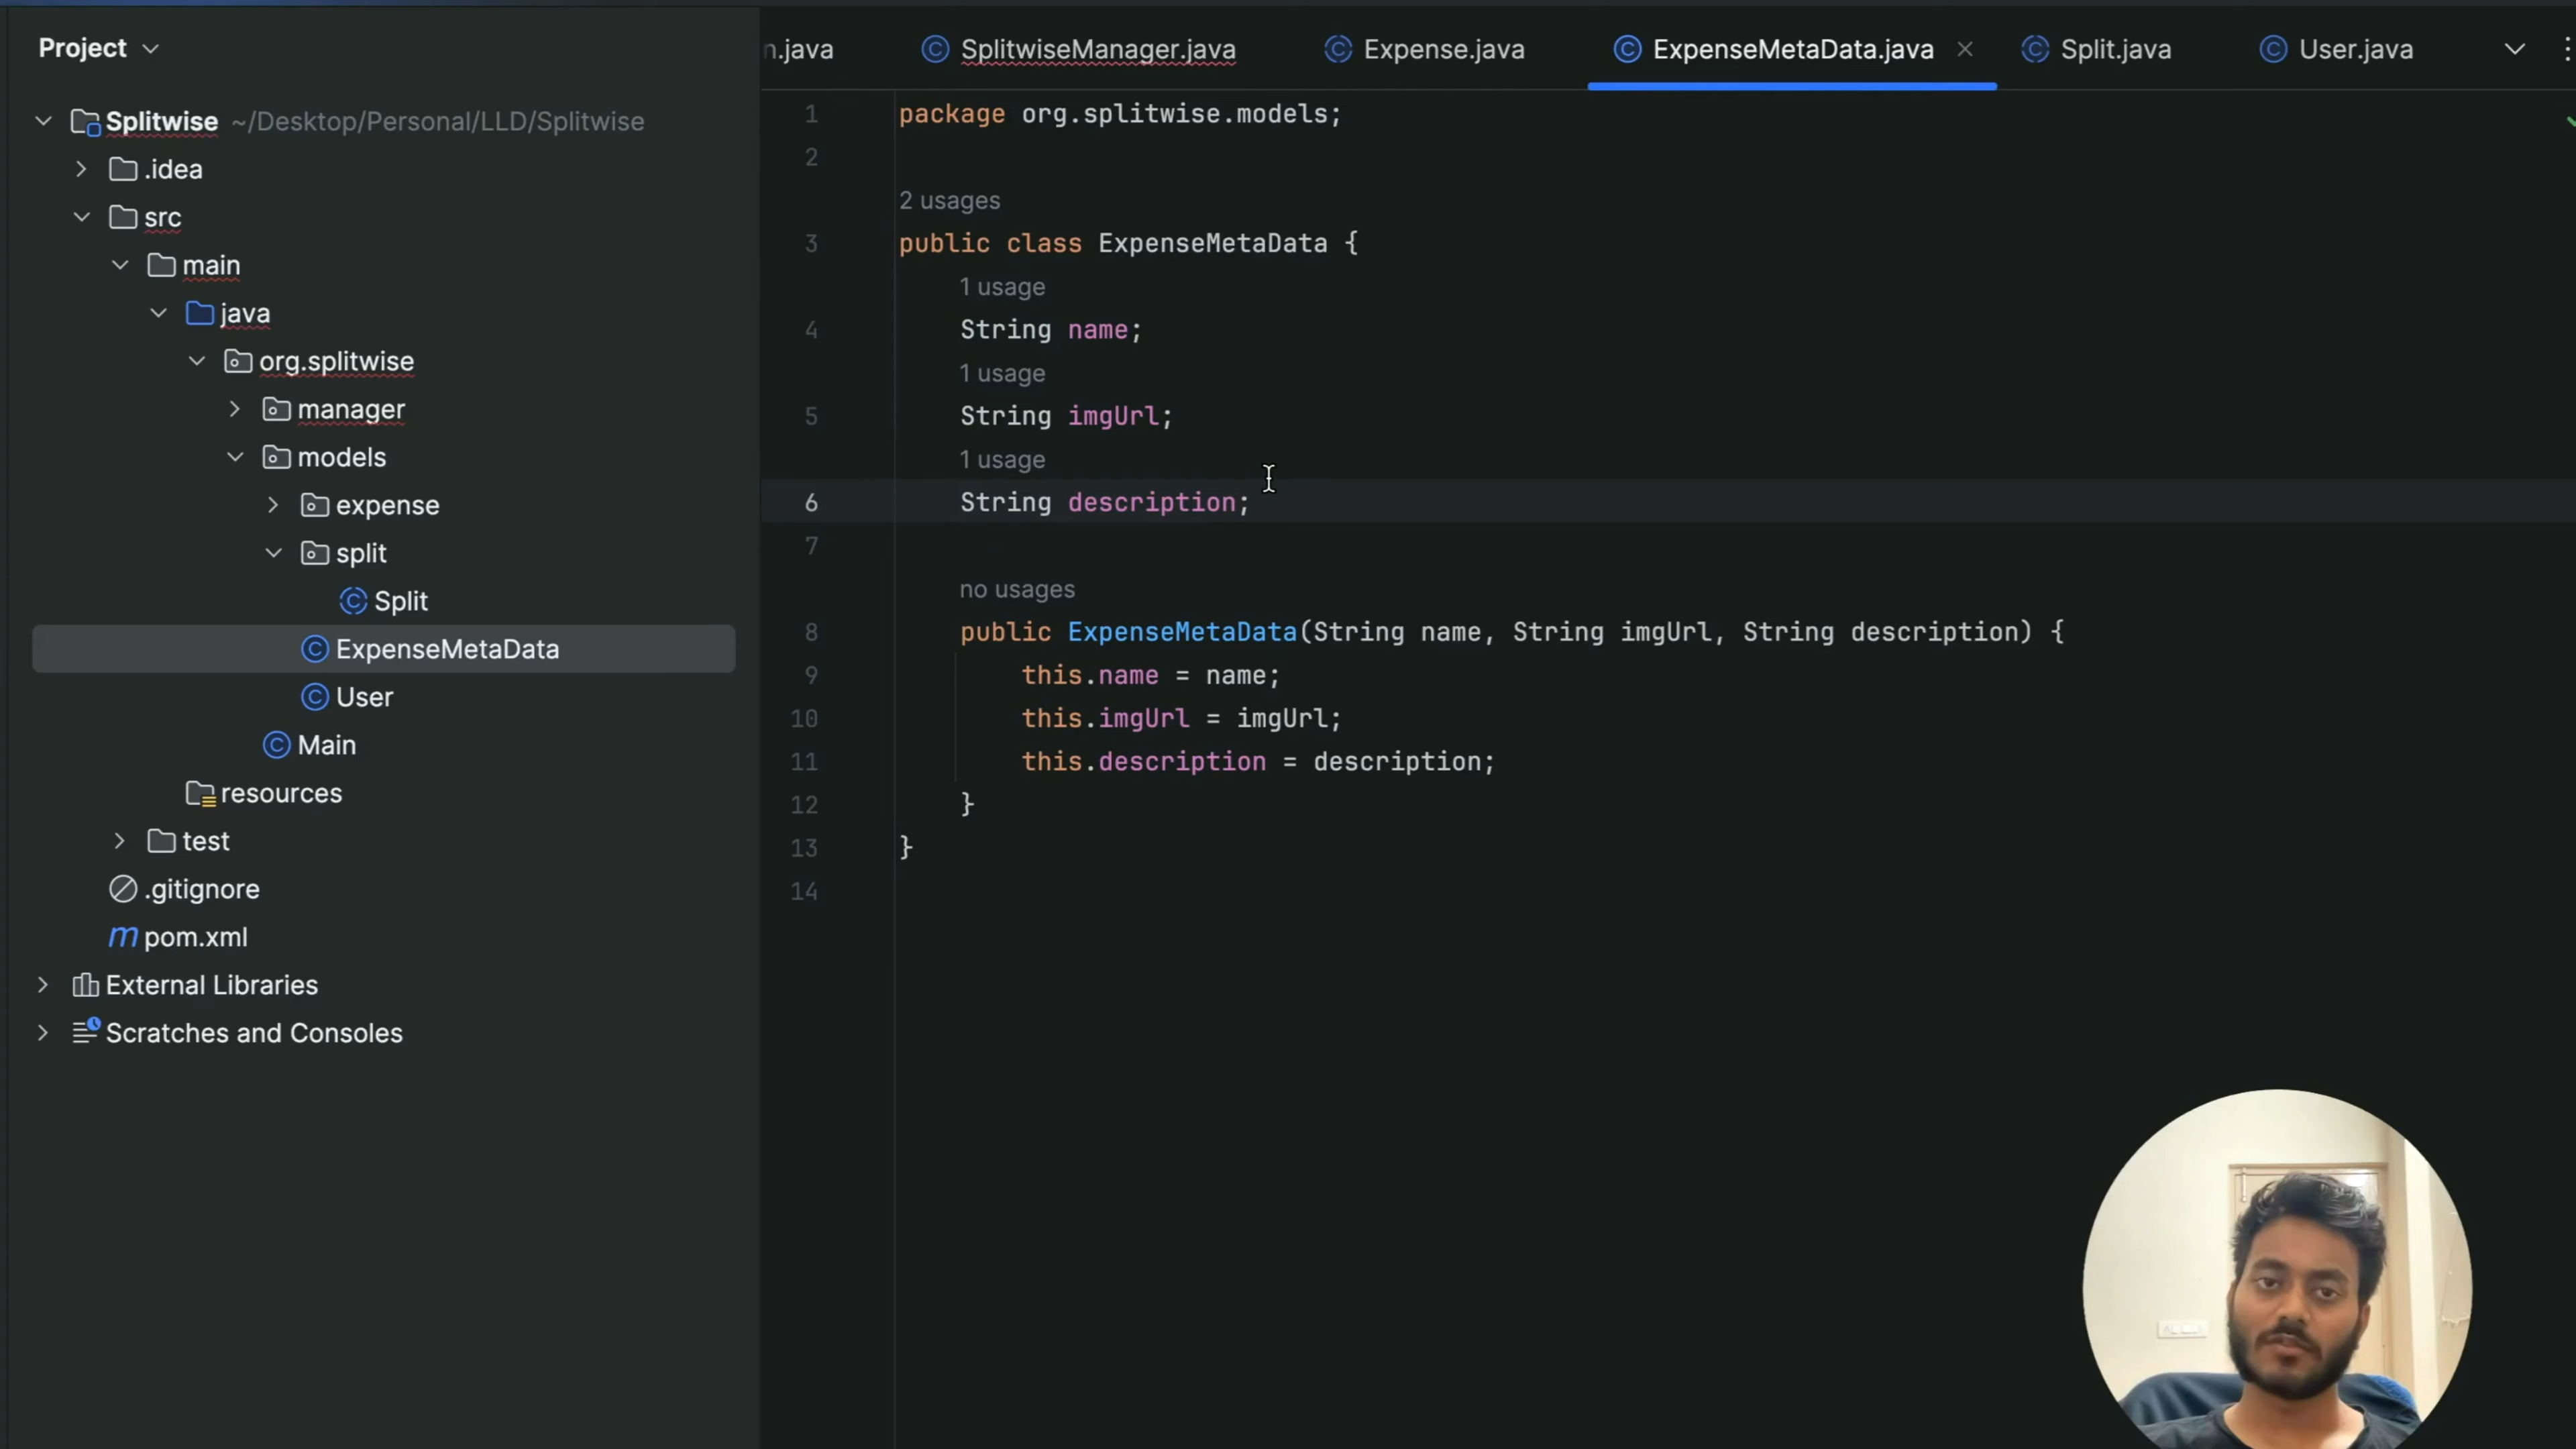 Project
Splitwise ~/Desktop/Personal/LLD/Splitwise
.idea
src
main
java
org.splitwise
manager
models
expense
split
Split
ExpenseMetaData
User
Main
resources
test
.gitignore
m pom.xml
External Libraries
Scratches and Consoles
n.java SplitwiseManager.java Expense.java ExpenseMetaData.java Split.java User.java
1 package org.splitwise.models;
2
2 usages
3 public class ExpenseMetaData {
1 usage
4 String name;
1 usage
5 String imgUrl;
1 usage
6 String description;
7
no usages
8 public ExpenseMetaData(String name, String imgUrl, String description) {
9 this.name = name;
10 this.imgUrl = imgUrl;
11 this.description = description;
12 }
13 }
14